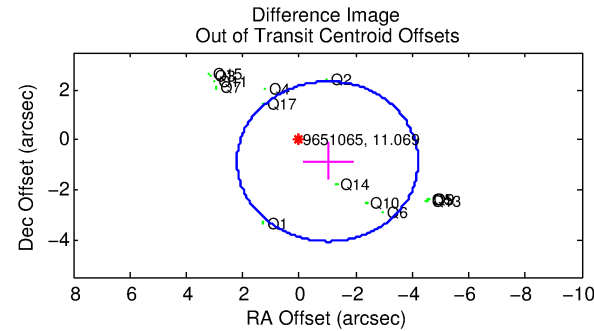 Difference Image
Out of Transit Centroid Offsets
Dec Offset (arcsec)
2
0
−2
−4
Q2
Q4
Q17
Q7
9651065, 11.069
Q14
Q10
Q6
Q1
8 6 4 2 0 −2 −4 −6 −8 −10
RA Offset (arcsec)